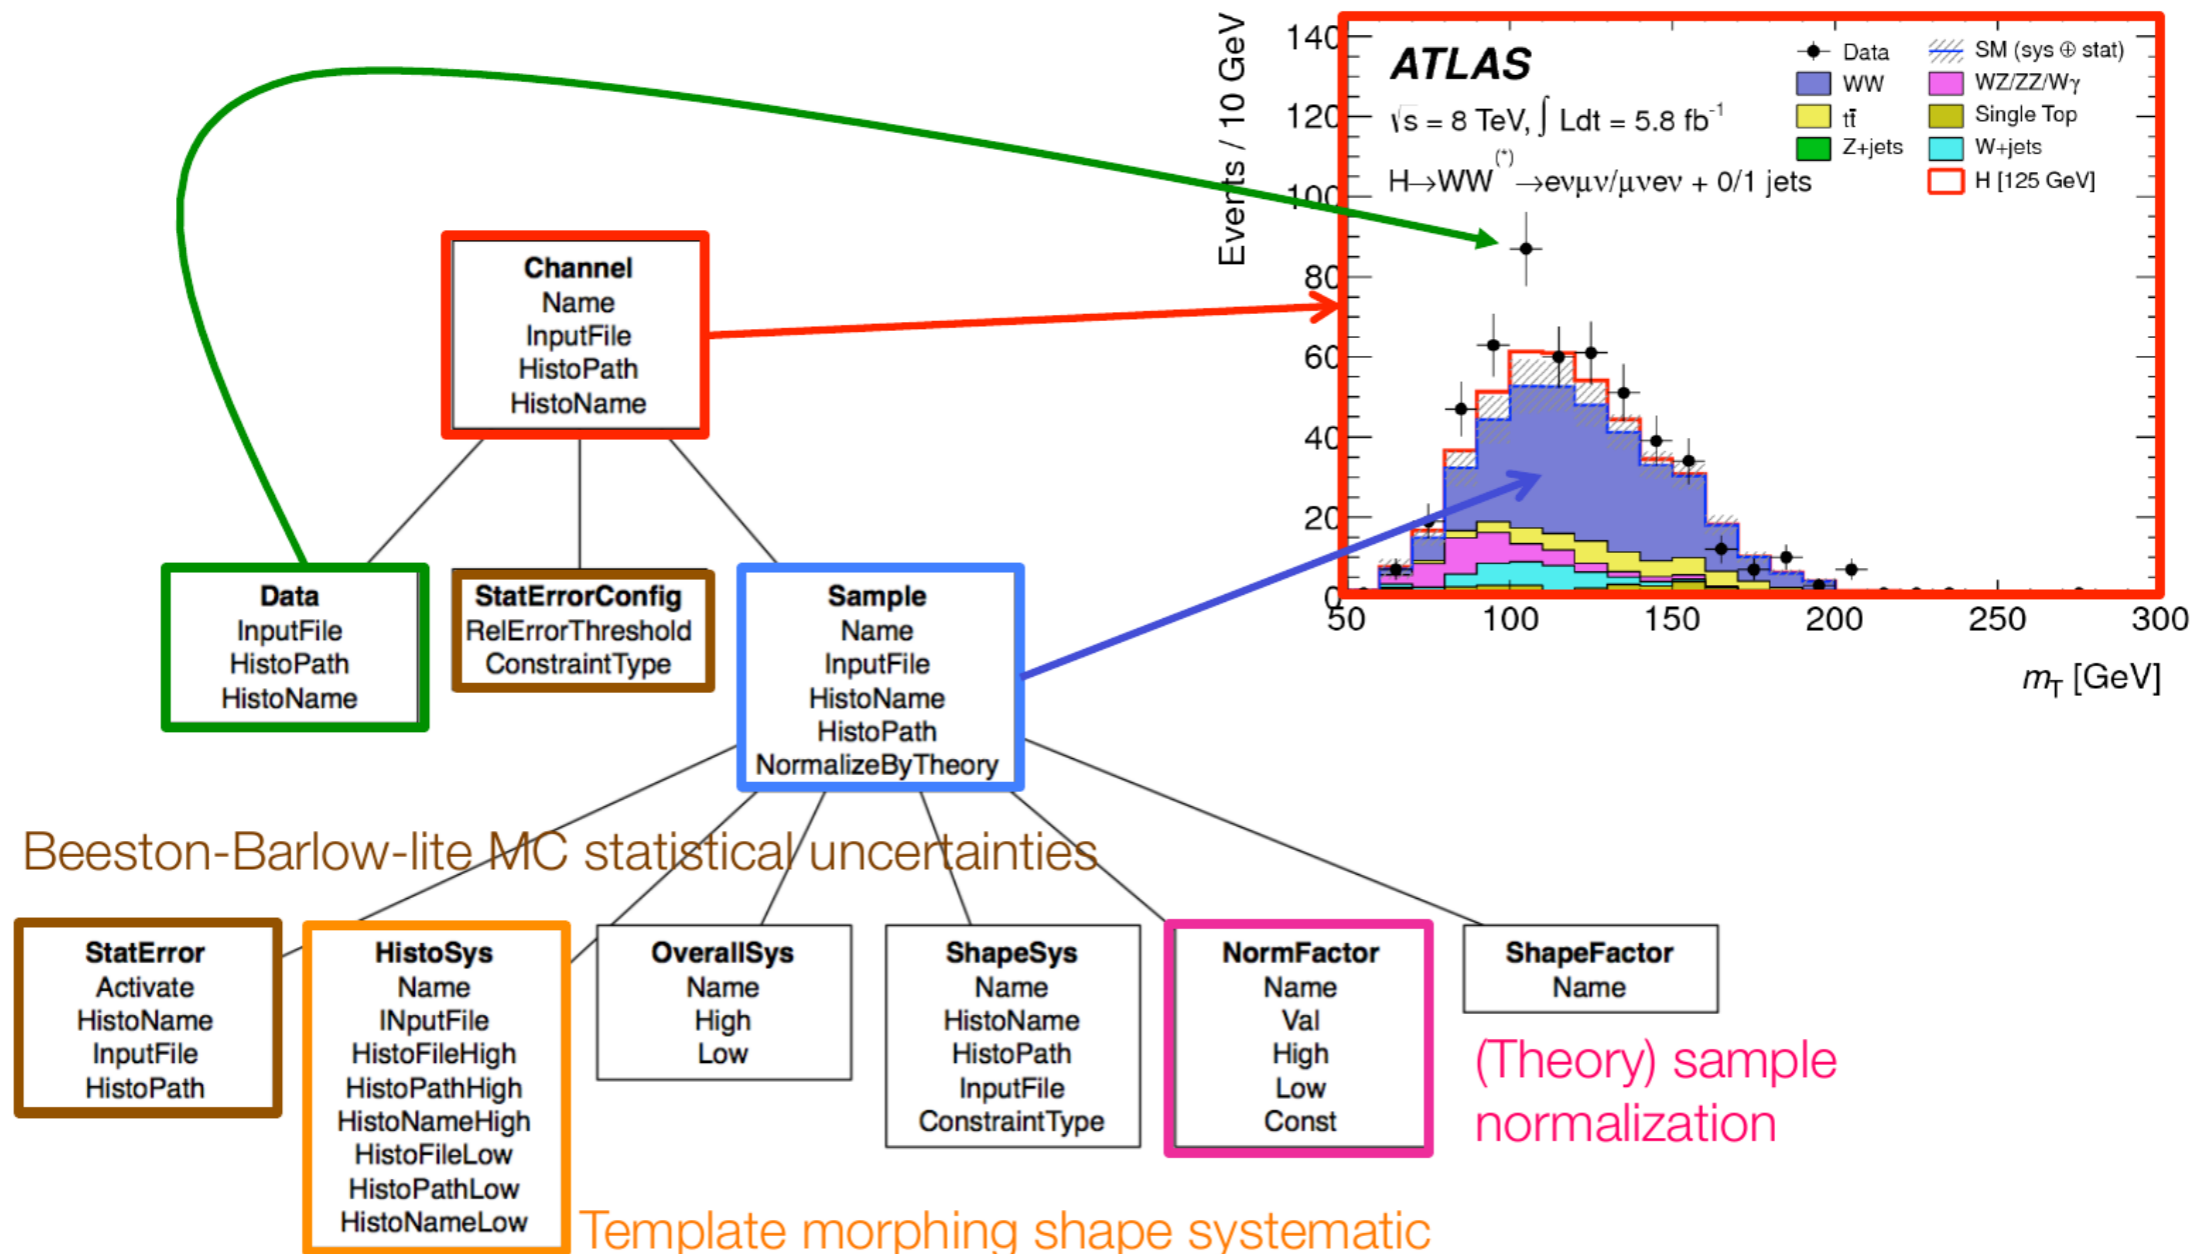 Events / 10 GeV
140
120
100
80
60
40
20
0
50 100 150 200 250 300
m_T [GeV]
ATLAS
√s = 8 TeV, ∫ Ldt = 5.8 fb⁻¹
H→WW⁽*⁾→eνμν/μνeν + 0/1 jets
Data
WW
tt̄
Z+jets
SM (sys ⊕ stat)
WZ/ZZ/Wγ
Single Top
W+jets
H [125 GeV]
Channel
Name
InputFile
HistoPath
HistoName
Data
InputFile
HistoPath
HistoName
StatErrorConfig
RelErrorThreshold
ConstraintType
Sample
Name
InputFile
HistoName
HistoPath
NormalizeByTheory
Beeston-Barlow-lite MC statistical uncertainties
StatError
Activate
HistoName
InputFile
HistoPath
HistoSys
Name
INputFile
HistoFileHigh
HistoPathHigh
HistoNameHigh
HistoFileLow
HistoPathLow
HistoNameLow
OverallSys
Name
High
Low
ShapeSys
Name
HistoName
HistoPath
InputFile
ConstraintType
NormFactor
Name
Val
High
Low
Const
ShapeFactor
Name
(Theory) sample
normalization
Template morphing shape systematic